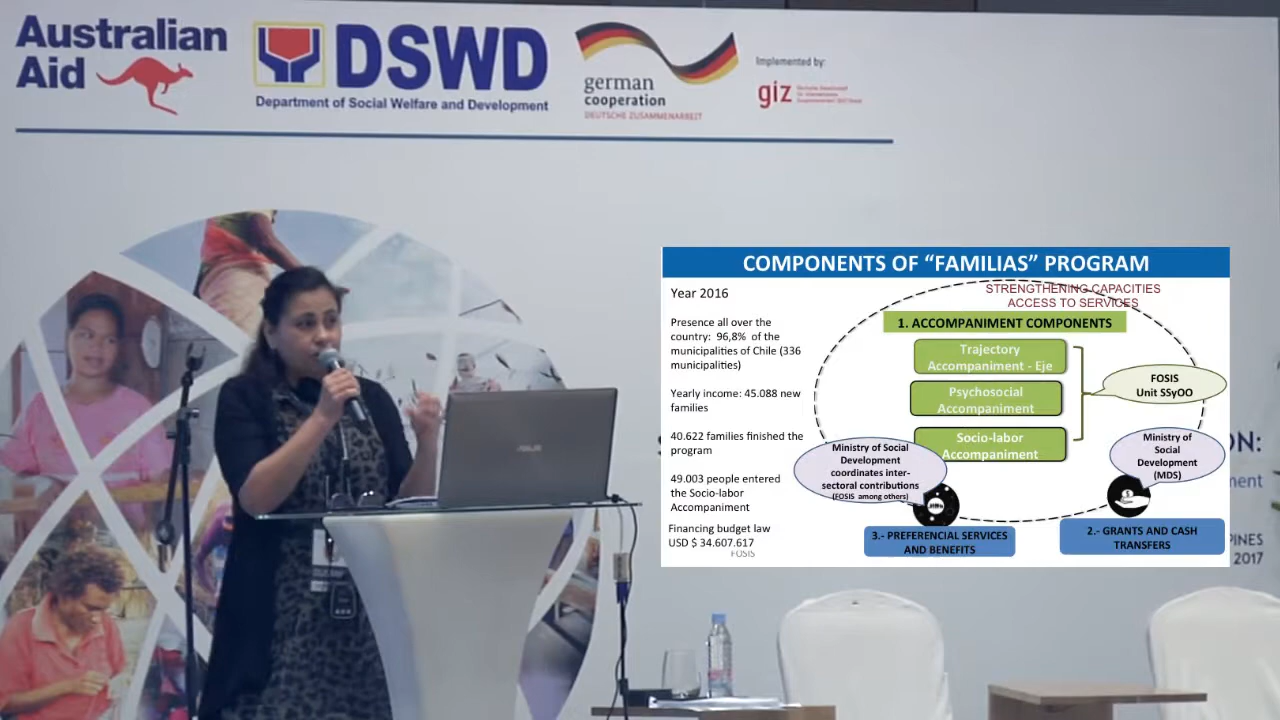 Australian
Aid
DSWD
Department of Social Welfare and Development
german
cooperation
DEUTSCHE ZUSAMMENARBEIT
Implemented by:
giz
COMPONENTS OF “FAMILIAS” PROGRAM
Year 2016
Presence all over the
country: 96,8% of the
municipalities of Chile (336
municipalities)
Yearly income: 45.088 new
families
40.622 families finished the
program
49.003 people entered
the Socio-labor
Accompaniment
Financing budget law
USD $ 34.607.617
FOSIS
STRENGTHENING CAPACITIES
ACCESS TO SERVICES
1. ACCOMPANIMENT COMPONENTS
Trajectory
Accompaniment - Eje
Psychosocial
Accompaniment
Socio-labor
Accompaniment
FOSIS
Unit SSyOO
Ministry of Social
Development
coordinates inter-
sectoral contributions
(FOSIS among others)
Ministry of
Social
Development
(MDS)
3.- PREFERENCIAL SERVICES
AND BENEFITS
2.- GRANTS AND CASH
TRANSFERS
ON:
2017
ASUS